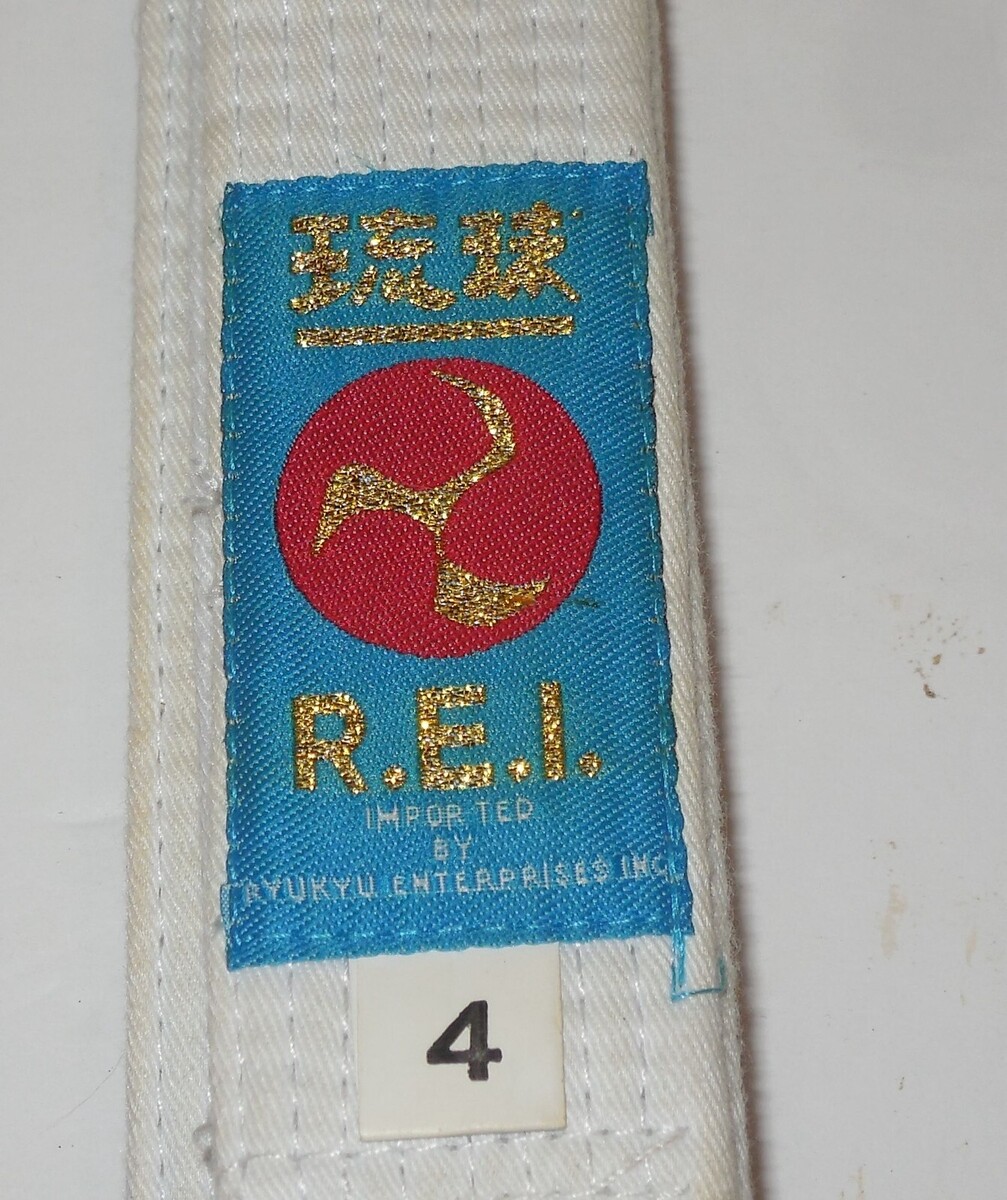 琉球
R.E.I.
IMPORTED
BY
RYUKYU ENTERPRISES INC.
4